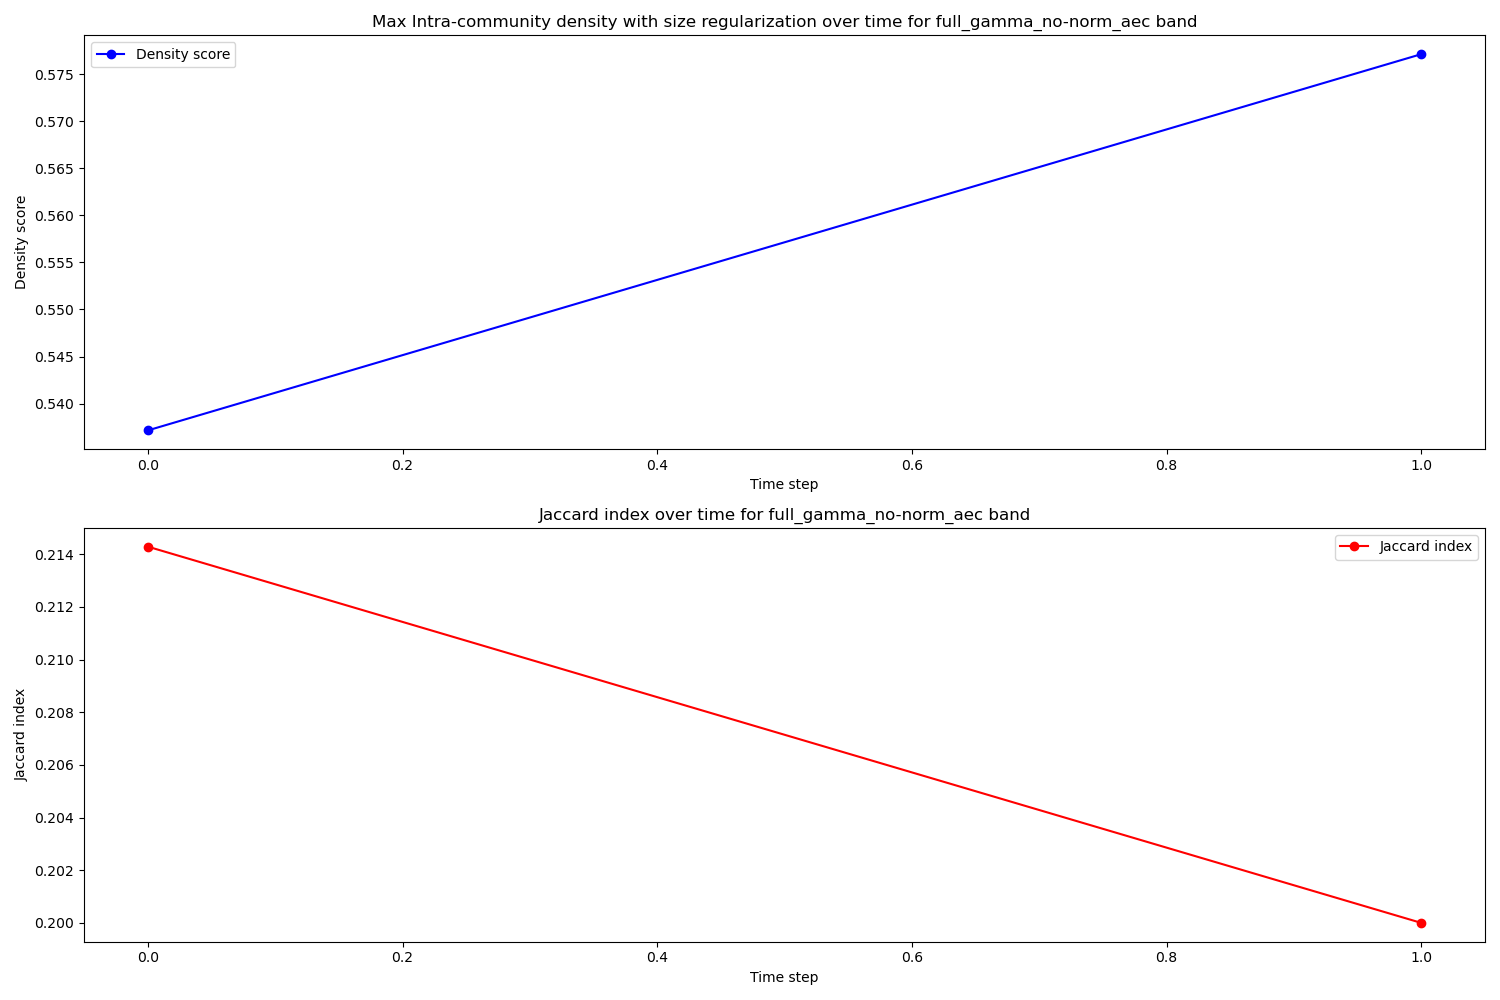 Max Intra-community density with size regularization over time for full_gamma_no-norm_aec band
Density score
0.575
0.570
0.565
0.560
0.555
0.550
0.545
0.540
Density score
0.0 0.2 0.4 0.6 0.8 1.0
Time step
Jaccard index over time for full_gamma_no-norm_aec band
Jaccard index
0.214
0.212
0.210
0.208
0.206
0.204
0.202
0.200
Jaccard index
0.0 0.2 0.4 0.6 0.8 1.0
Time step